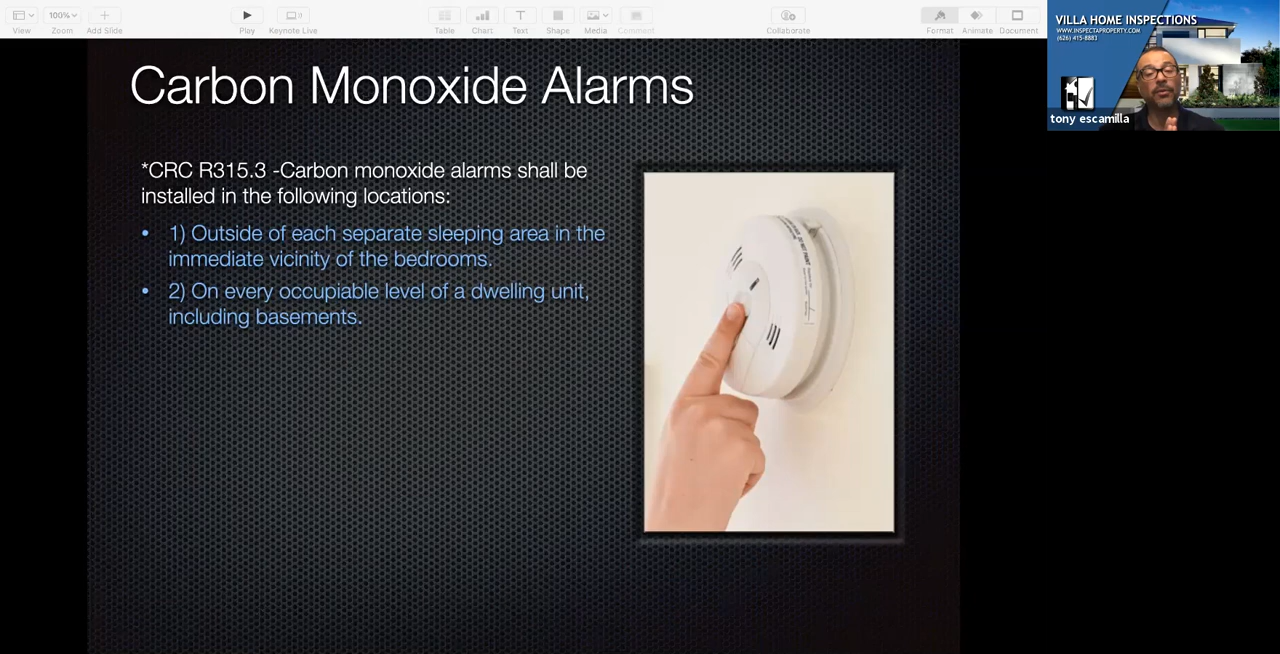 View
100%
Zoom
Add Slide
Play
Keynote Live
Table
Chart
Text
Shape
Media
Comment
Collaborate
Format
Animate
Document
VILLA HOME INSPECTIONS
WWW.INSPECTAPROPERTY.COM
(626) 415-8883
tony escamilla
Carbon Monoxide Alarms
*CRC R315.3 -Carbon monoxide alarms shall be
installed in the following locations:
• 1) Outside of each separate sleeping area in the
immediate vicinity of the bedrooms.
• 2) On every occupiable level of a dwelling unit,
including basements.